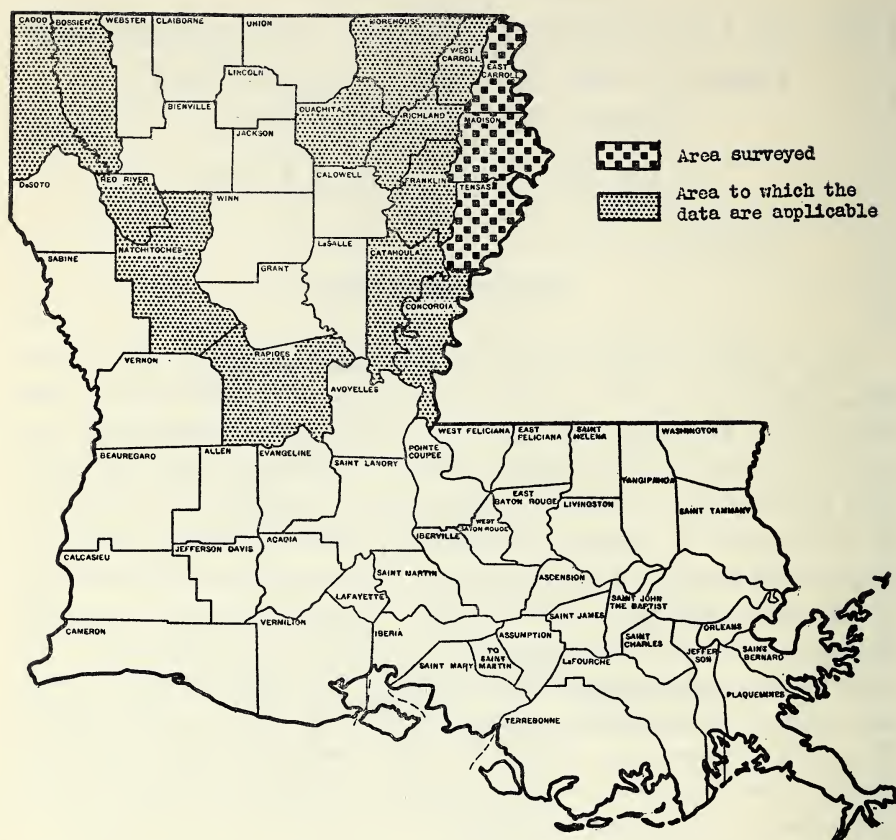 CADDO
BOSSIER
WEBSTER
CLAIBORNE
UNION
MOREHOUSE
WEST
CARROLL
EAST
CARROLL
LINCOLN
BIENVILLE
OUACHITA
RICHLAND
MADISON
JACKSON
CALDWELL
FRANKLIN
TENSAS
DeSOTO
RED RIVER
WINN
NATCHITOCHES
LaSALLE
CATAHOULA
SABINE
GRANT
CONCORDIA
RAPIDES
VERNON
AVOYELLES
Area surveyed
Area to which the
data are applicable
WEST FELICIANA
EAST
FELICIANA
SAINT
HELENA
WASHINGTON
BEAUREGARD
ALLEN
EVANGELINE
SAINT LANDRY
POINTE
COUPEE
TANGIPAHOA
EAST
BATON ROUGE
LIVINGSTON
SAINT TAMMANY
WEST
BATON ROUGE
IBERVILLE
CALCASIEU
JEFFERSON DAVIS
ACADIA
SAINT MARTIN
ASCENSION
LAFAYETTE
SAINT JOHN
THE BAPTIST
SAINT JAMES
CAMERON
VERMILION
IBERIA
ASSUMPTION
SAINT
CHARLES
ORLEANS
SAINT
BERNARD
JEFFER-
SON
SAINT MARY
TO
SAINT
MARTIN
LaFOURCHE
PLAQUEMINES
TERREBONNE